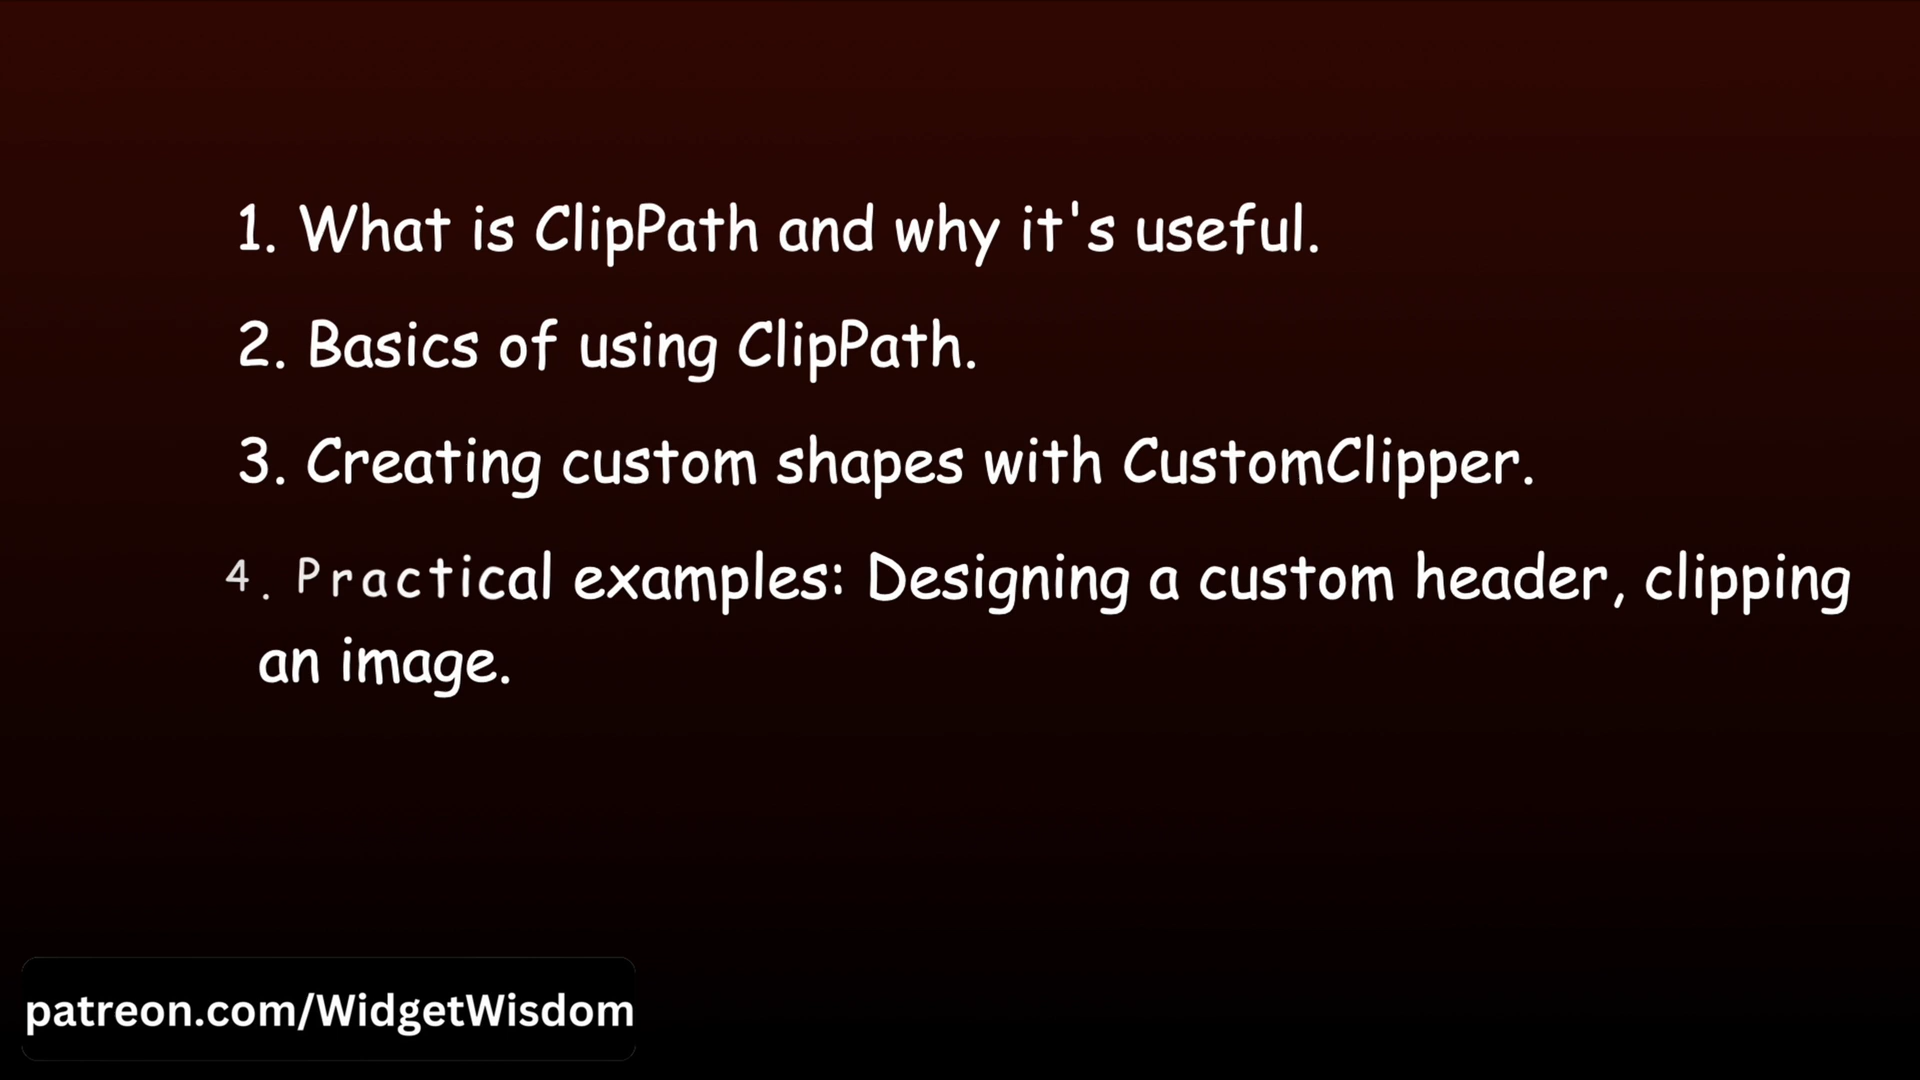 1. What is ClipPath and why it's useful.
2. Basics of using ClipPath.
3. Creating custom shapes with CustomClipper.
4. Practical examples: Designing a custom header, clipping
an image.
patreon.com/WidgetWisdom